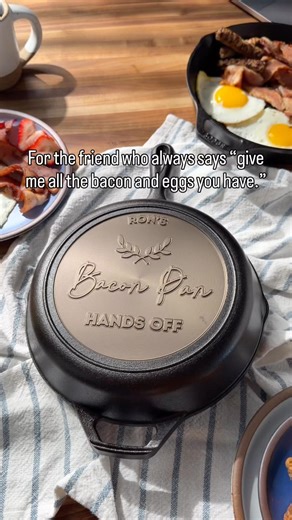 For the friend who always says “give
me all the bacon and eggs you have.”
RON'S
Bacon Pan
HANDS OFF